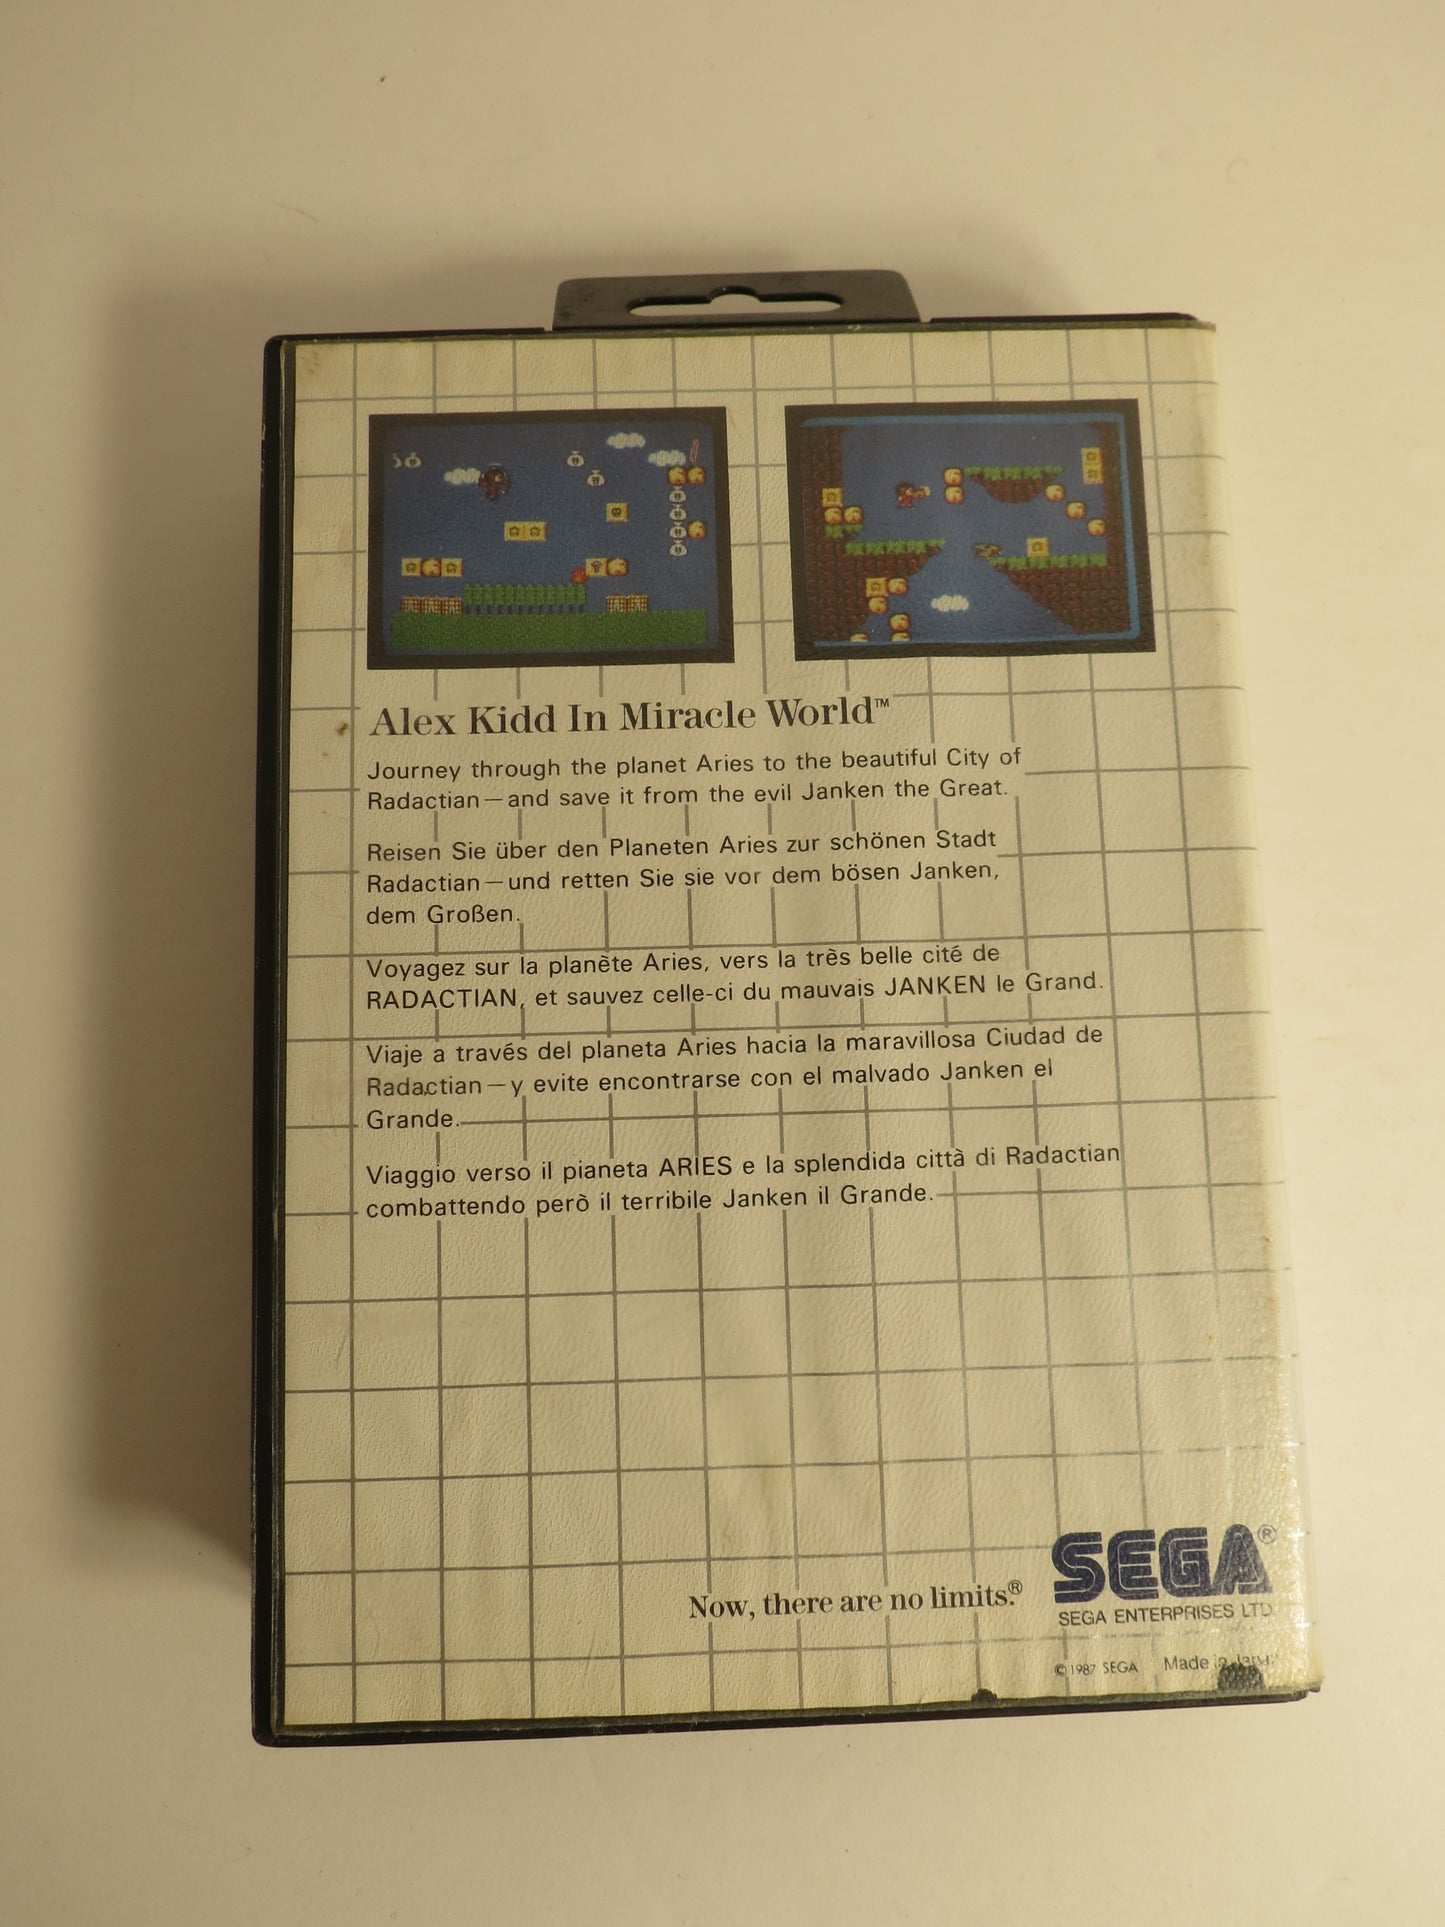 Alex Kidd In Miracle World™
Journey through the planet Aries to the beautiful City of
Radactian—and save it from the evil Janken the Great.
Reisen Sie über den Planeten Aries zur schönen Stadt
Radactian—und retten Sie sie vor dem bösen Janken,
dem Großen.
Voyagez sur la planète Aries, vers la très belle cité de
RADACTIAN, et sauvez celle-ci du mauvais JANKEN le Grand.
Viaje a través del planeta Aries hacia la maravillosa Ciudad de
Radactian—y evite encontrarse con el malvado Janken el
Grande.
Viaggio verso il pianeta ARIES e la splendida città di Radactian
combattendo però il terribile Janken il Grande.
Now, there are no limits.®
SEGA®
SEGA ENTERPRISES LTD
©1987 SEGA Made in